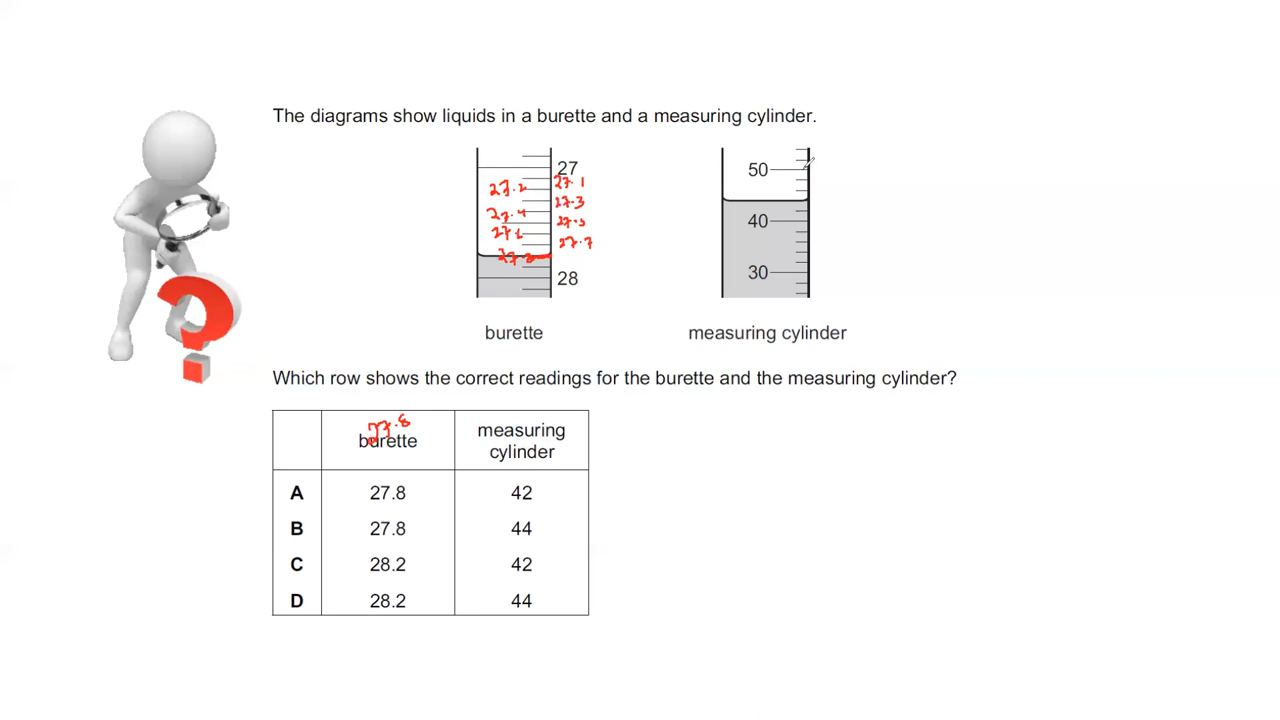 The diagrams show liquids in a burette and a measuring cylinder.
27
27.1
27.2
27.3
27.4
27.5
27.6
27.7
27.8
28
50
40
30
burette
measuring cylinder
Which row shows the correct readings for the burette and the measuring cylinder?
27.8
burette measuring cylinder
A 27.8 42
B 27.8 44
C 28.2 42
D 28.2 44